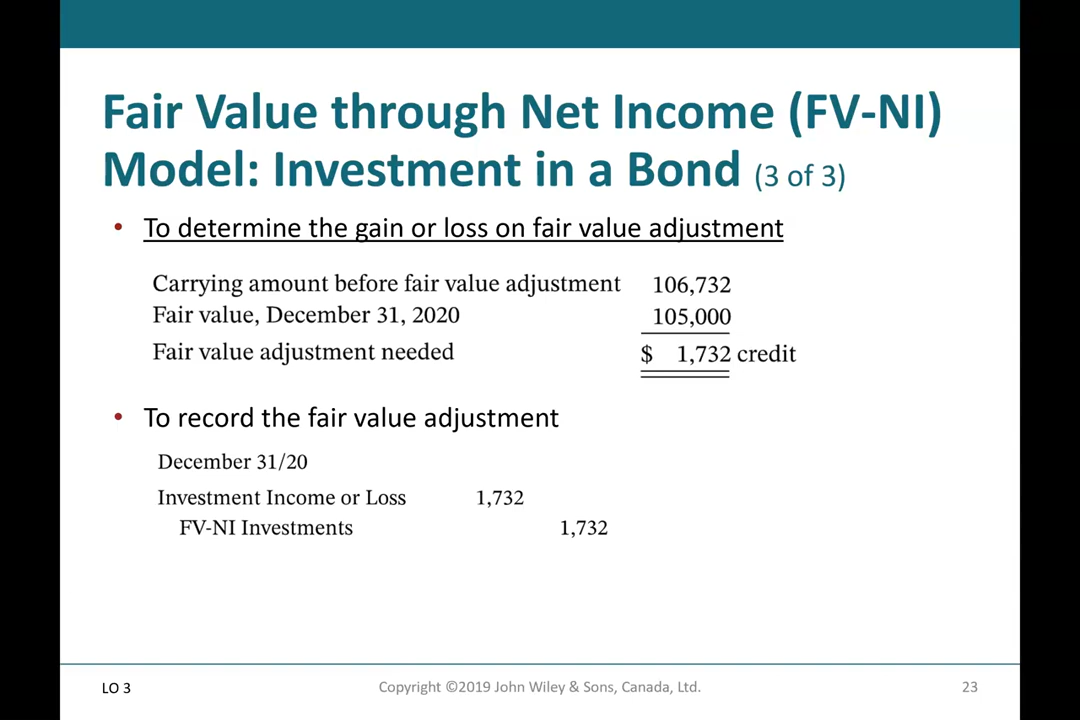 Fair Value through Net Income (FV-NI)
Model: Investment in a Bond (3 of 3)
• To determine the gain or loss on fair value adjustment
Carrying amount before fair value adjustment 106,732
Fair value, December 31, 2020 105,000
Fair value adjustment needed $ 1,732 credit
• To record the fair value adjustment
December 31/20
Investment Income or Loss 1,732
FV-NI Investments 1,732
LO 3 Copyright ©2019 John Wiley & Sons, Canada, Ltd. 23